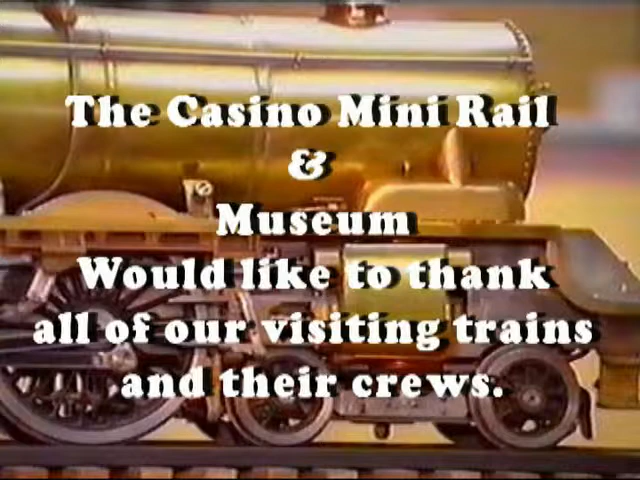 The Casino Mini Rail
&
Museum
Would like to thank
all of our visiting trains
and their crews.